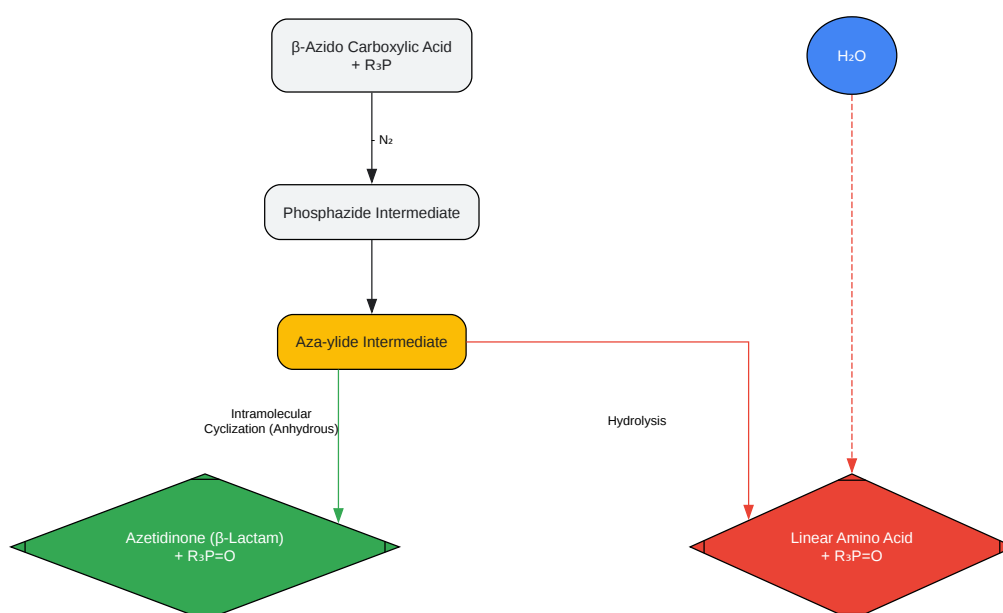 β-Azido Carboxylic Acid
+ R₃P
H₂O
- N₂
Phosphazide Intermediate
Aza-ylide Intermediate
Intramolecular
Cyclization (Anhydrous)
Hydrolysis
Azetidinone (β-Lactam)
+ R₃P=O
Linear Amino Acid
+ R₃P=O